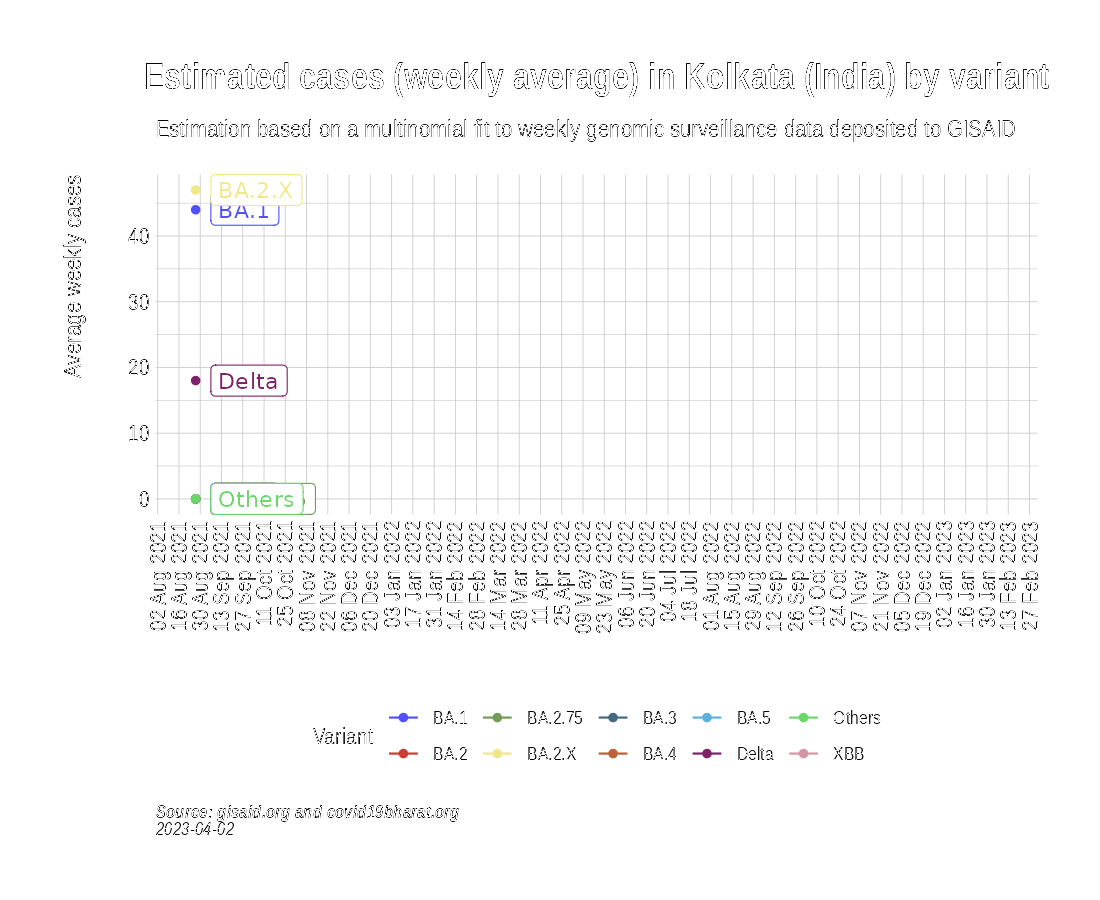 Estimated cases (weekly average) in Kolkata (India) by variant
Estimation based on a multinomial fit to weekly genomic surveillance data deposited to GISAID
Average weekly cases
BA.2.X
BA.1
40
30
20
Delta
10
0
Others
02 Aug 2021
16 Aug 2021
30 Aug 2021
13 Sep 2021
27 Sep 2021
11 Oct 2021
25 Oct 2021
08 Nov 2021
22 Nov 2021
06 Dec 2021
20 Dec 2021
03 Jan 2022
17 Jan 2022
31 Jan 2022
14 Feb 2022
28 Feb 2022
14 Mar 2022
28 Mar 2022
11 Apr 2022
25 Apr 2022
09 May 2022
23 May 2022
06 Jun 2022
20 Jun 2022
04 Jul 2022
18 Jul 2022
01 Aug 2022
15 Aug 2022
29 Aug 2022
12 Sep 2022
26 Sep 2022
10 Oct 2022
24 Oct 2022
07 Nov 2022
21 Nov 2022
05 Dec 2022
19 Dec 2022
02 Jan 2023
16 Jan 2023
30 Jan 2023
13 Feb 2023
27 Feb 2023
Variant
BA.1 BA.2.75 BA.3 BA.5 Others
BA.2 BA.2.X BA.4 Delta XBB
Source: gisaid.org and covid19bharat.org
2023-04-02